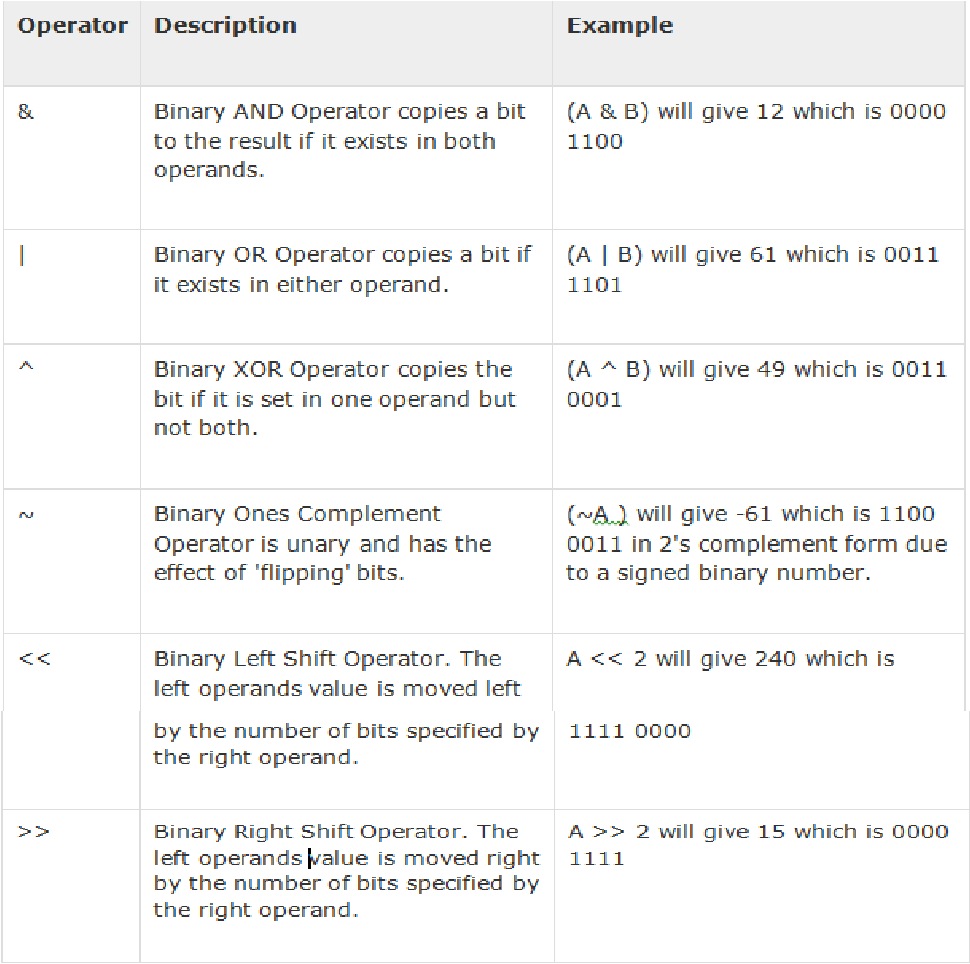 Operator Description Example
& Binary AND Operator copies a bit (A & B) will give 12 which is 0000
to the result if it exists in both 1100
operands.
| Binary OR Operator copies a bit if (A | B) will give 61 which is 0011
it exists in either operand. 1101
^ Binary XOR Operator copies the (A ^ B) will give 49 which is 0011
bit if it is set in one operand but 0001
not both.
~ Binary Ones Complement (~A ) will give -61 which is 1100
Operator is unary and has the 0011 in 2's complement form due
effect of 'flipping' bits. to a signed binary number.
<< Binary Left Shift Operator. The A << 2 will give 240 which is
left operands value is moved left
by the number of bits specified by 1111 0000
the right operand.
>> Binary Right Shift Operator. The A >> 2 will give 15 which is 0000
left operands value is moved right 1111
by the number of bits specified by
the right operand.